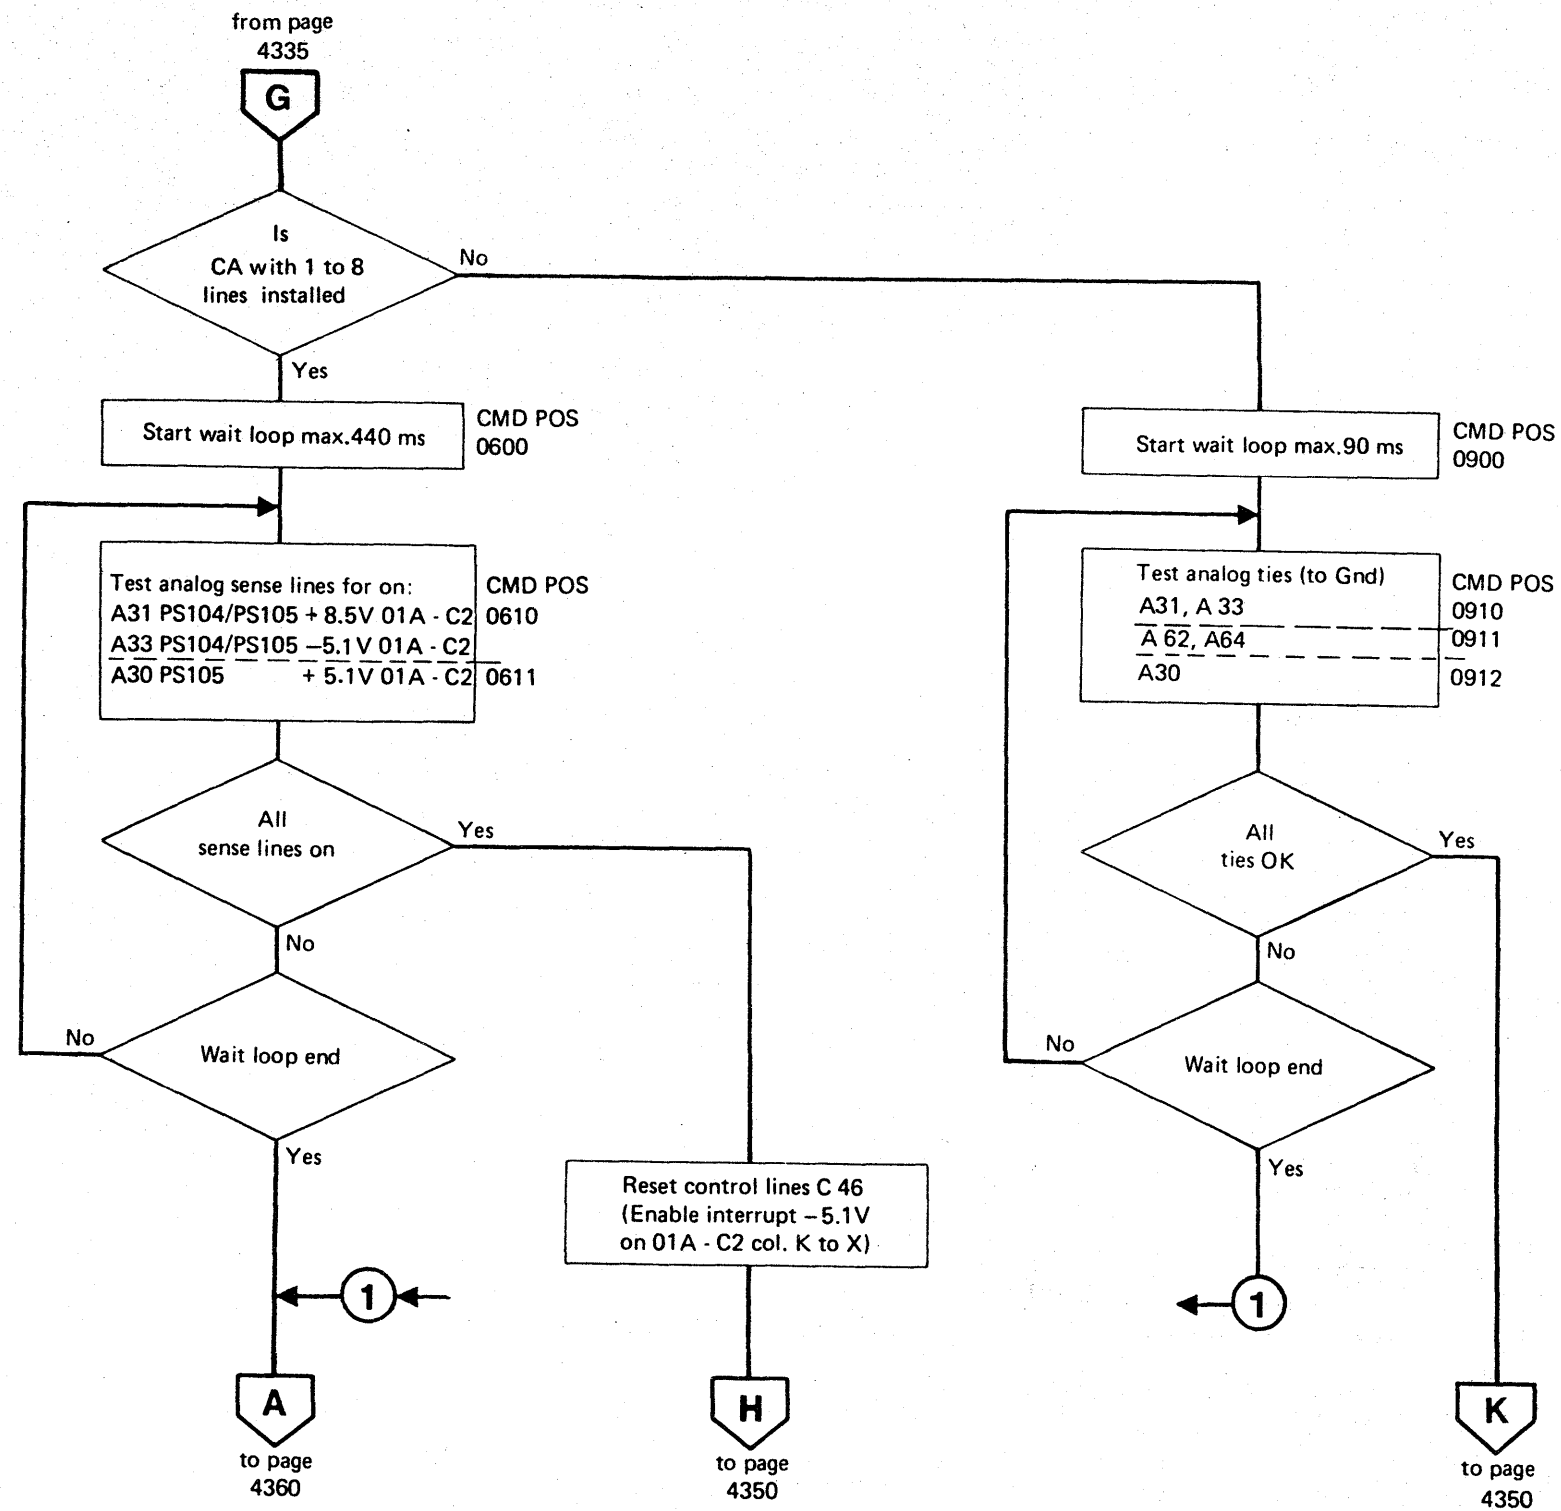 from page
4335
G
Is
CA with 1 to 8
lines installed
No
Yes
Start wait loop max.440 ms
CMD POS
0600
Test analog sense lines for on:
CMD POS
A31 PS104/PS105 + 8.5V 01A - C2
0610
A33 PS104/PS105 –5.1V 01A - C2
A30 PS105 + 5.1V 01A - C2
0611
All
sense lines on
Yes
No
Wait loop end
No
Yes
1
A
to page
4360
Reset control lines C 46
(Enable interrupt –5.1V
on 01A - C2 col. K to X)
H
to page
4350
Start wait loop max.90 ms
CMD POS
0900
Test analog ties (to Gnd)
CMD POS
A31, A 33
0910
A 62, A64
0911
A30
0912
All
ties OK
Yes
No
Wait loop end
No
Yes
1
K
to page
4350